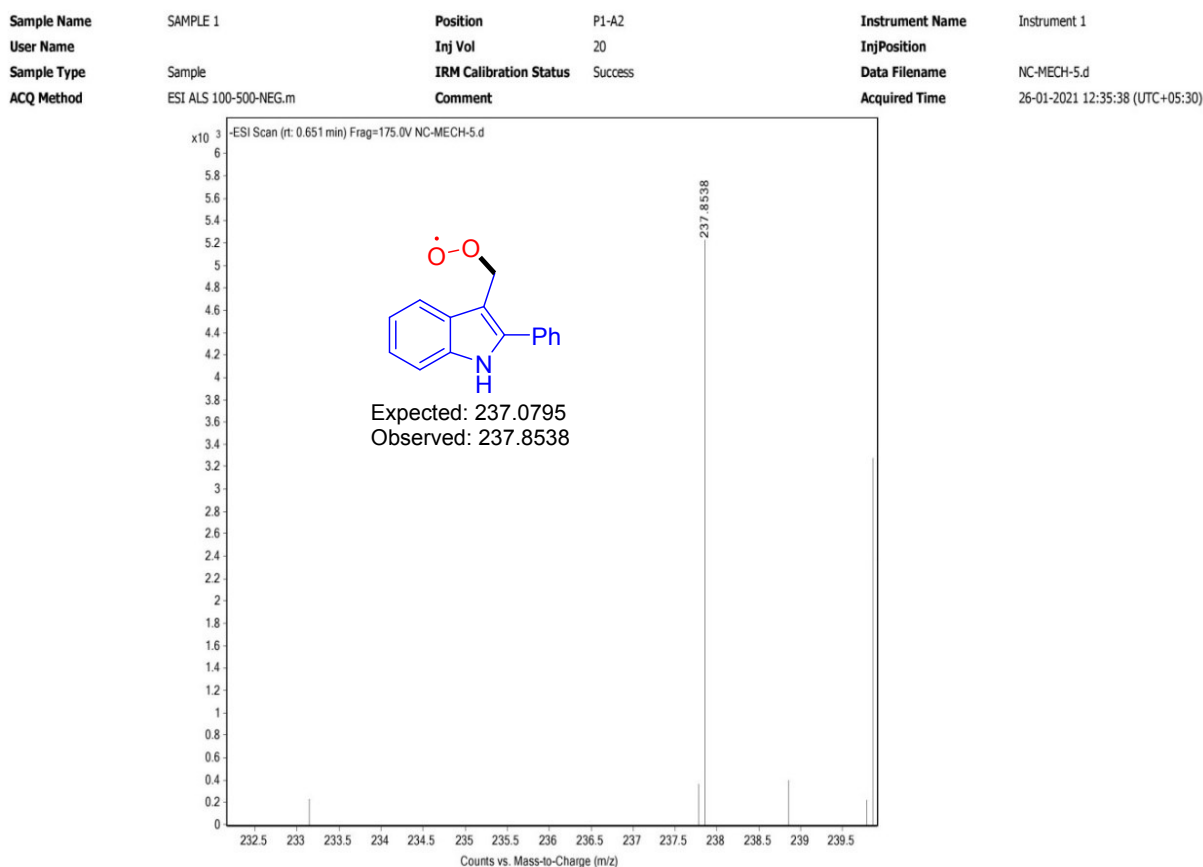 Sample Name SAMPLE 1 Position P1-A2 Instrument Name Instrument 1
User Name Inj Vol 20 InjPosition
Sample Type Sample IRM Calibration Status Success Data Filename NC-MECH-5.d
ACQ Method ESI ALS 100-500-NEG.m Comment Acquired Time 26-01-2021 12:35:38 (UTC+05:30)
x10 3 -ESI Scan (rt: 0.651 min) Frag=175.0V NC-MECH-5.d
6
5.8
5.6
5.4
5.2
5
4.8
4.6
4.4
4.2
4
3.8
3.6
3.4
3.2
3
2.8
2.6
2.4
2.2
2
1.8
1.6
1.4
1.2
1
0.8
0.6
0.4
0.2
0
237.8538
O O
Ph
N
H
Expected: 237.0795
Observed: 237.8538
232.5 233 233.5 234 234.5 235 235.5 236 236.5 237 237.5 238 238.5 239 239.5
Counts vs. Mass-to-Charge (m/z)